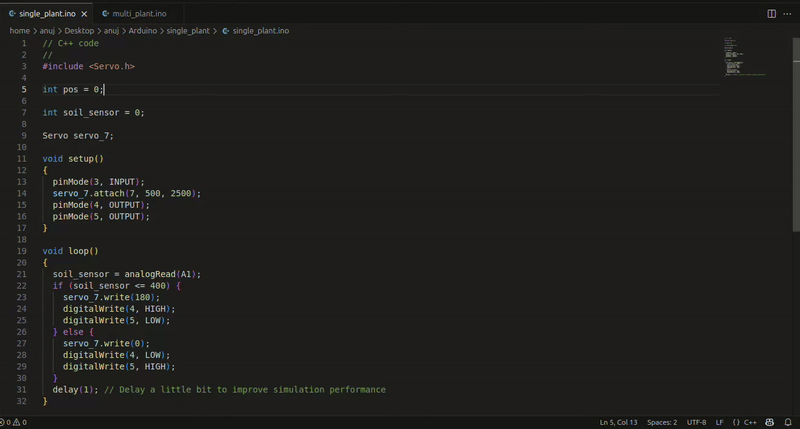 single_plant.ino
multi_plant.ino
home > anuj > Desktop > anuj > Arduino > single_plant > single_plant.ino
1 // C++ code
2 //
3 #include <Servo.h>
4
5 int pos = 0;
6
7 int soil_sensor = 0;
8
9 Servo servo_7;
10
11 void setup()
12 {
13 pinMode(3, INPUT);
14 servo_7.attach(7, 500, 2500);
15 pinMode(4, OUTPUT);
16 pinMode(5, OUTPUT);
17 }
18
19 void loop()
20 {
21 soil_sensor = analogRead(A1);
22 if (soil_sensor <= 400) {
23 servo_7.write(180);
24 digitalWrite(4, HIGH);
25 digitalWrite(5, LOW);
26 } else {
27 servo_7.write(0);
28 digitalWrite(4, LOW);
29 digitalWrite(5, HIGH);
30 }
31 delay(1); // Delay a little bit to improve simulation performance
32 }
0 0 Ln 5, Col 13 Spaces: 2 UTF-8 LF {} C++